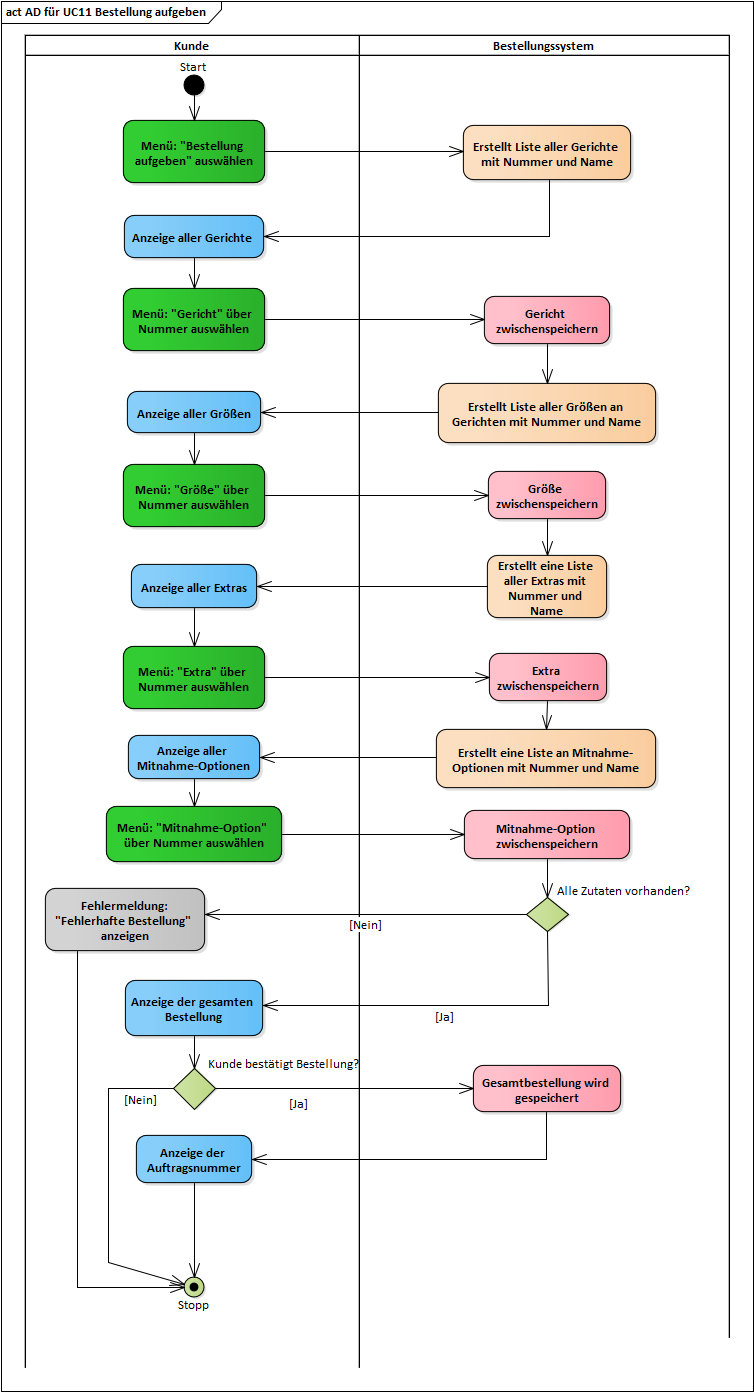 act AD für UC11 Bestellung aufgeben
Kunde
Bestellungssystem
Start
Menü: "Bestellung
aufgeben" auswählen
Erstellt Liste aller Gerichte
mit Nummer und Name
Anzeige aller Gerichte
Menü: "Gericht" über
Nummer auswählen
Gericht
zwischenspeichern
Erstellt Liste aller Größen an
Gerichten mit Nummer und Name
Anzeige aller Größen
Menü: "Größe" über
Nummer auswählen
Größe
zwischenspeichern
Erstellt eine Liste
aller Extras mit
Nummer und
Name
Anzeige aller Extras
Menü: "Extra" über
Nummer auswählen
Extra
zwischenspeichern
Erstellt eine Liste an Mitnahme-
Optionen mit Nummer und Name
Anzeige aller
Mitnahme-Optionen
Menü: "Mitnahme-Option"
über Nummer auswählen
Mitnahme-Option
zwischenspeichern
Alle Zutaten vorhanden?
[Nein]
Fehlermeldung:
"Fehlerhafte Bestellung"
anzeigen
[Ja]
Anzeige der gesamten
Bestellung
Kunde bestätigt Bestellung?
[Nein]
[Ja]
Gesamtbestellung wird
gespeichert
Anzeige der
Auftragsnummer
Stopp